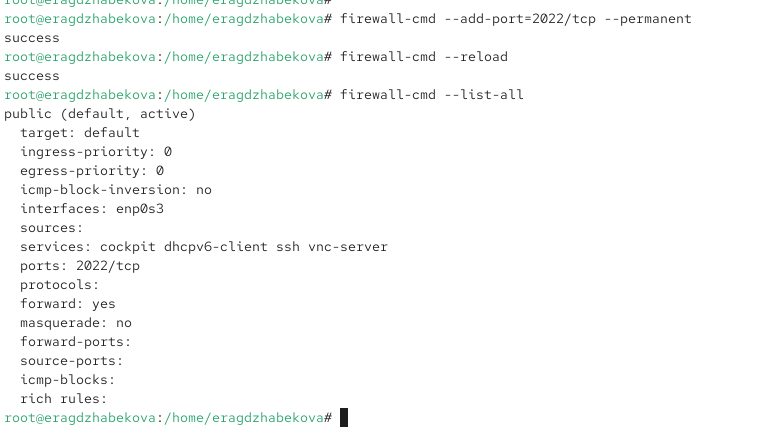 root@eragdzhabekova:/home/eragdzhabekova#
root@eragdzhabekova:/home/eragdzhabekova# firewall-cmd --add-port=2022/tcp --permanent
success
root@eragdzhabekova:/home/eragdzhabekova# firewall-cmd --reload
success
root@eragdzhabekova:/home/eragdzhabekova# firewall-cmd --list-all
public (default, active)
  target: default
  ingress-priority: 0
  egress-priority: 0
  icmp-block-inversion: no
  interfaces: enp0s3
  sources:
  services: cockpit dhcpv6-client ssh vnc-server
  ports: 2022/tcp
  protocols:
  forward: yes
  masquerade: no
  forward-ports:
  source-ports:
  icmp-blocks:
  rich rules:
root@eragdzhabekova:/home/eragdzhabekova#